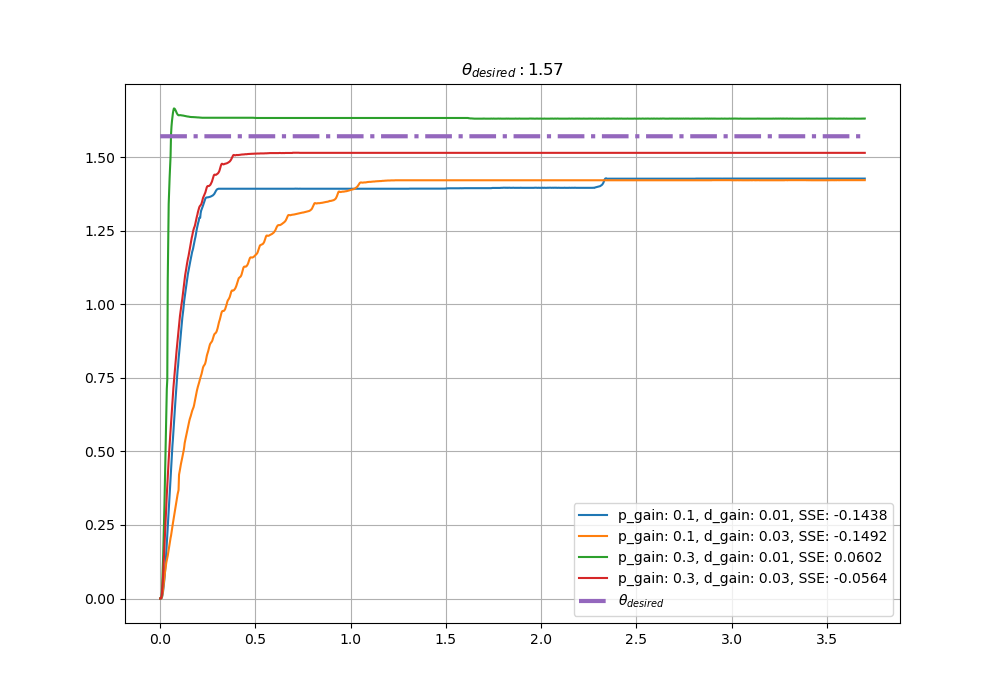 θdesired : 1.57
1.50
1.25
1.00
0.75
0.50
0.25
0.00
p_gain: 0.1, d_gain: 0.01, SSE: -0.1438
p_gain: 0.1, d_gain: 0.03, SSE: -0.1492
p_gain: 0.3, d_gain: 0.01, SSE: 0.0602
p_gain: 0.3, d_gain: 0.03, SSE: -0.0564
θdesired
0.0 0.5 1.0 1.5 2.0 2.5 3.0 3.5